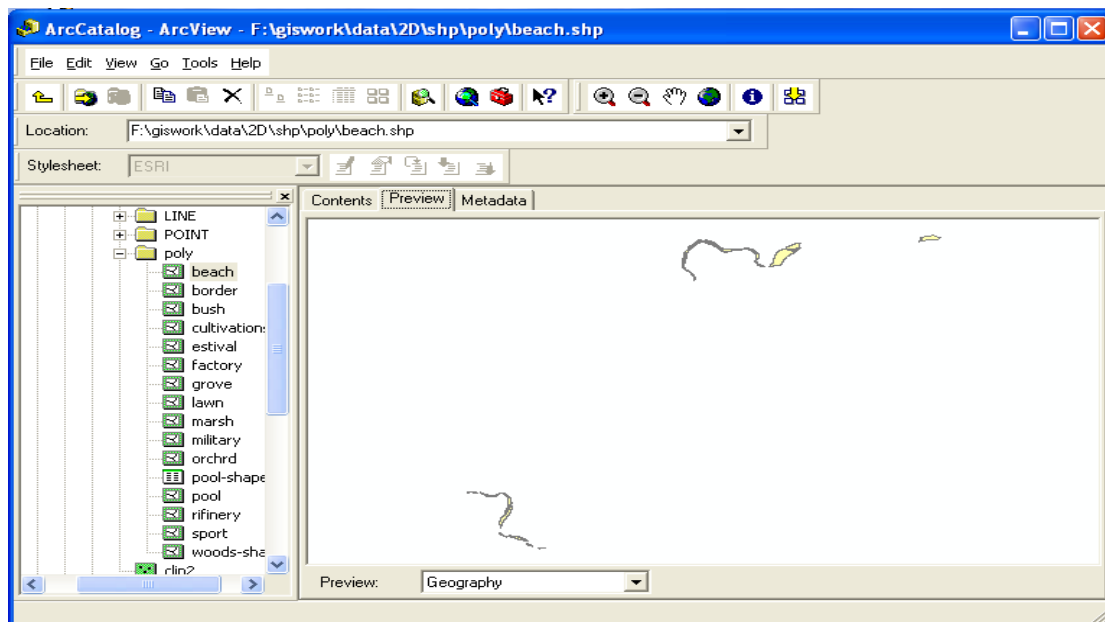 ArcCatalog - ArcView - F:\giswork\data\2D\shp\poly\beach.shp
File Edit View Go Tools Help
Location: F:\giswork\data\2D\shp\poly\beach.shp
Stylesheet: ESRI
Contents Preview Metadata
LINE
POINT
poly
beach
border
bush
cultivation
estival
factory
grove
lawn
marsh
military
orchrd
pool-shape
pool
rifinery
sport
woods-sha
clip2
Preview: Geography